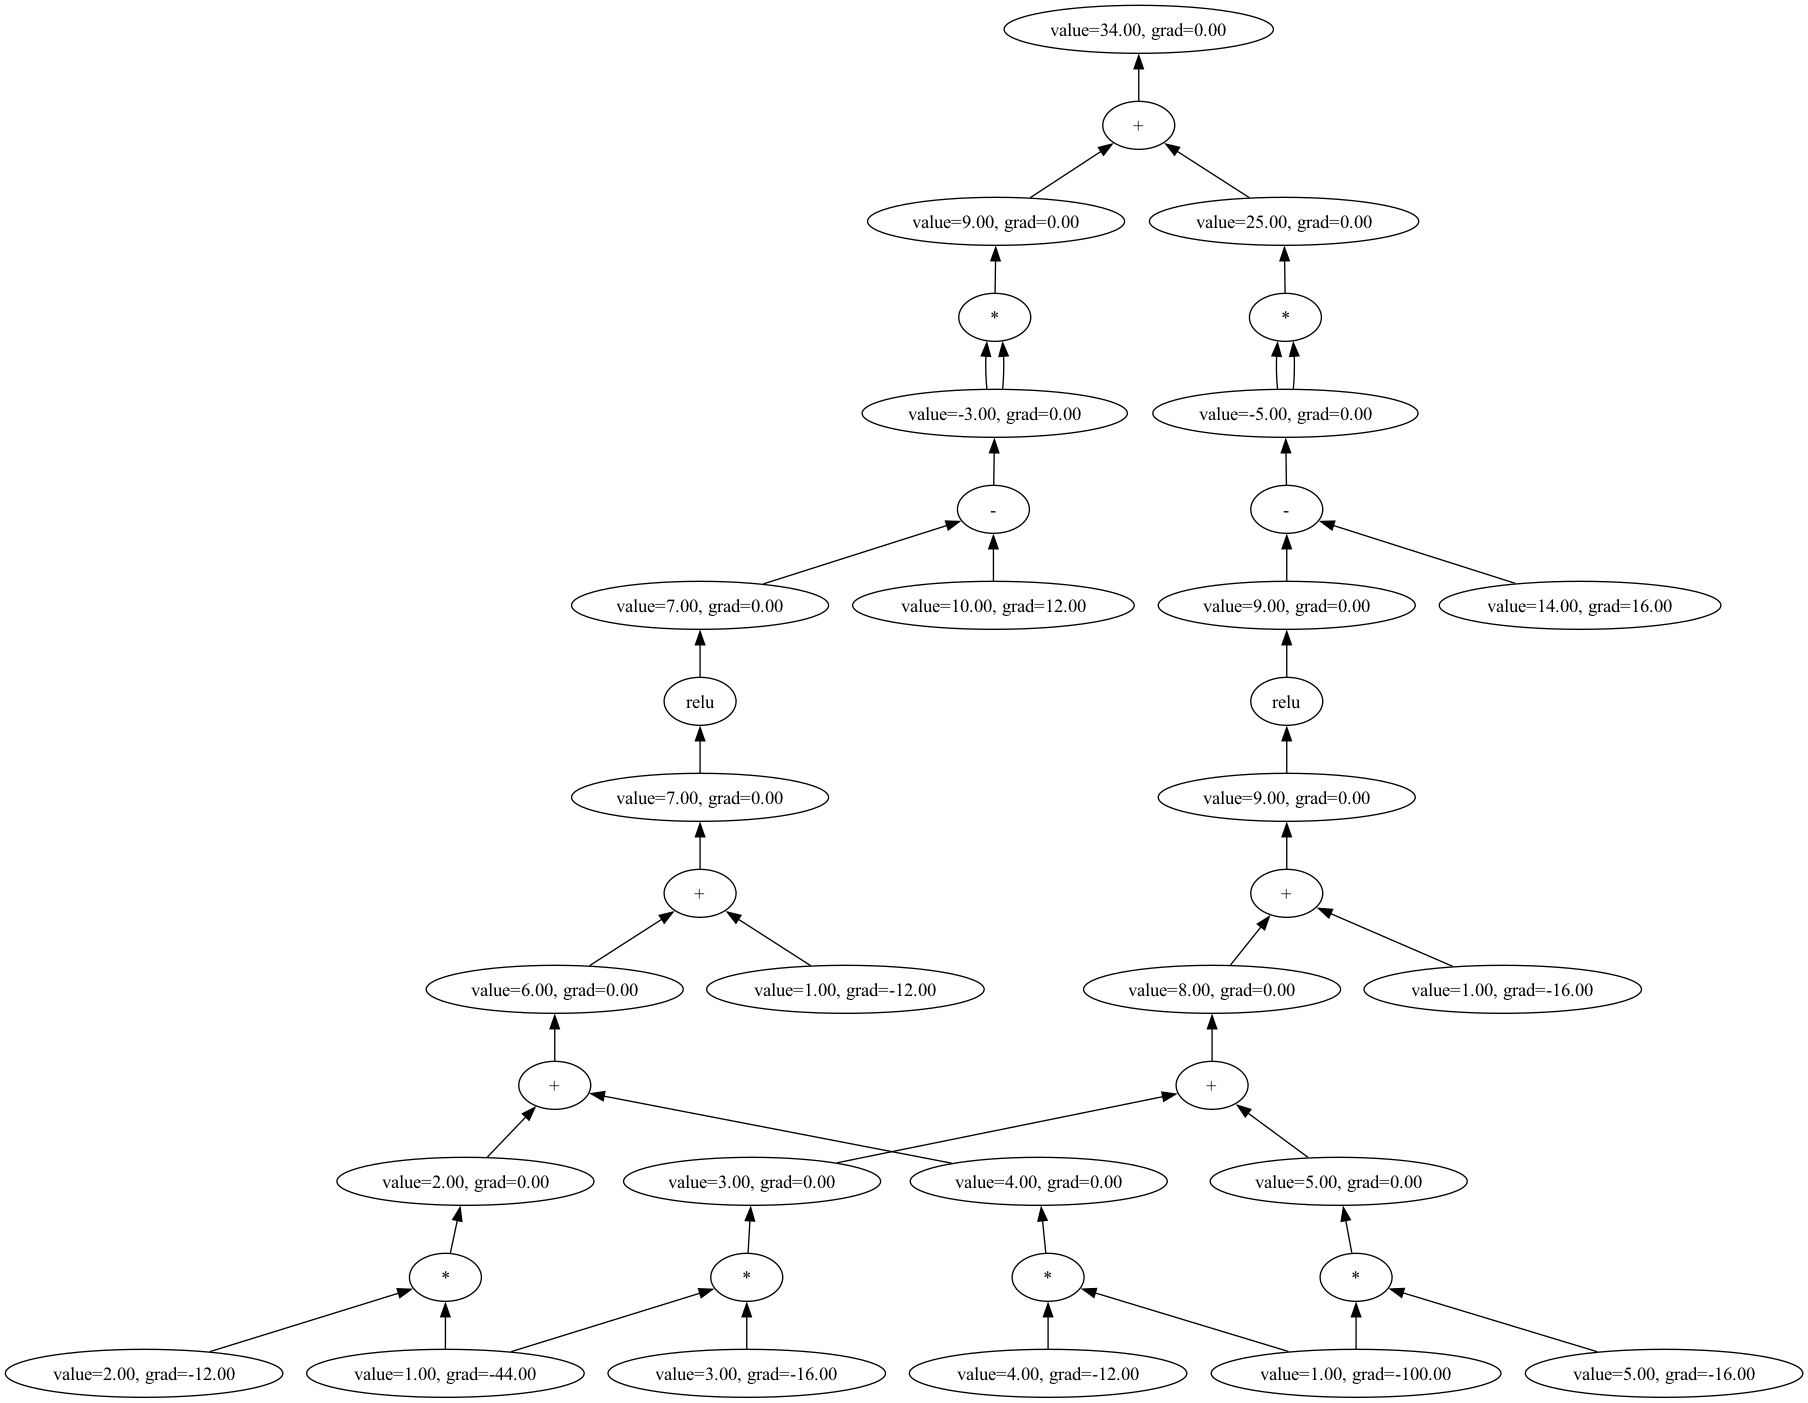 value=34.00, grad=0.00
+
value=9.00, grad=0.00
value=25.00, grad=0.00
*
*
value=-3.00, grad=0.00
value=-5.00, grad=0.00
-
-
value=7.00, grad=0.00
value=10.00, grad=12.00
value=9.00, grad=0.00
value=14.00, grad=16.00
relu
relu
value=7.00, grad=0.00
value=9.00, grad=0.00
+
+
value=6.00, grad=0.00
value=1.00, grad=-12.00
value=8.00, grad=0.00
value=1.00, grad=-16.00
+
+
value=2.00, grad=0.00
value=3.00, grad=0.00
value=4.00, grad=0.00
value=5.00, grad=0.00
*
*
*
*
value=2.00, grad=-12.00
value=1.00, grad=-44.00
value=3.00, grad=-16.00
value=4.00, grad=-12.00
value=1.00, grad=-100.00
value=5.00, grad=-16.00